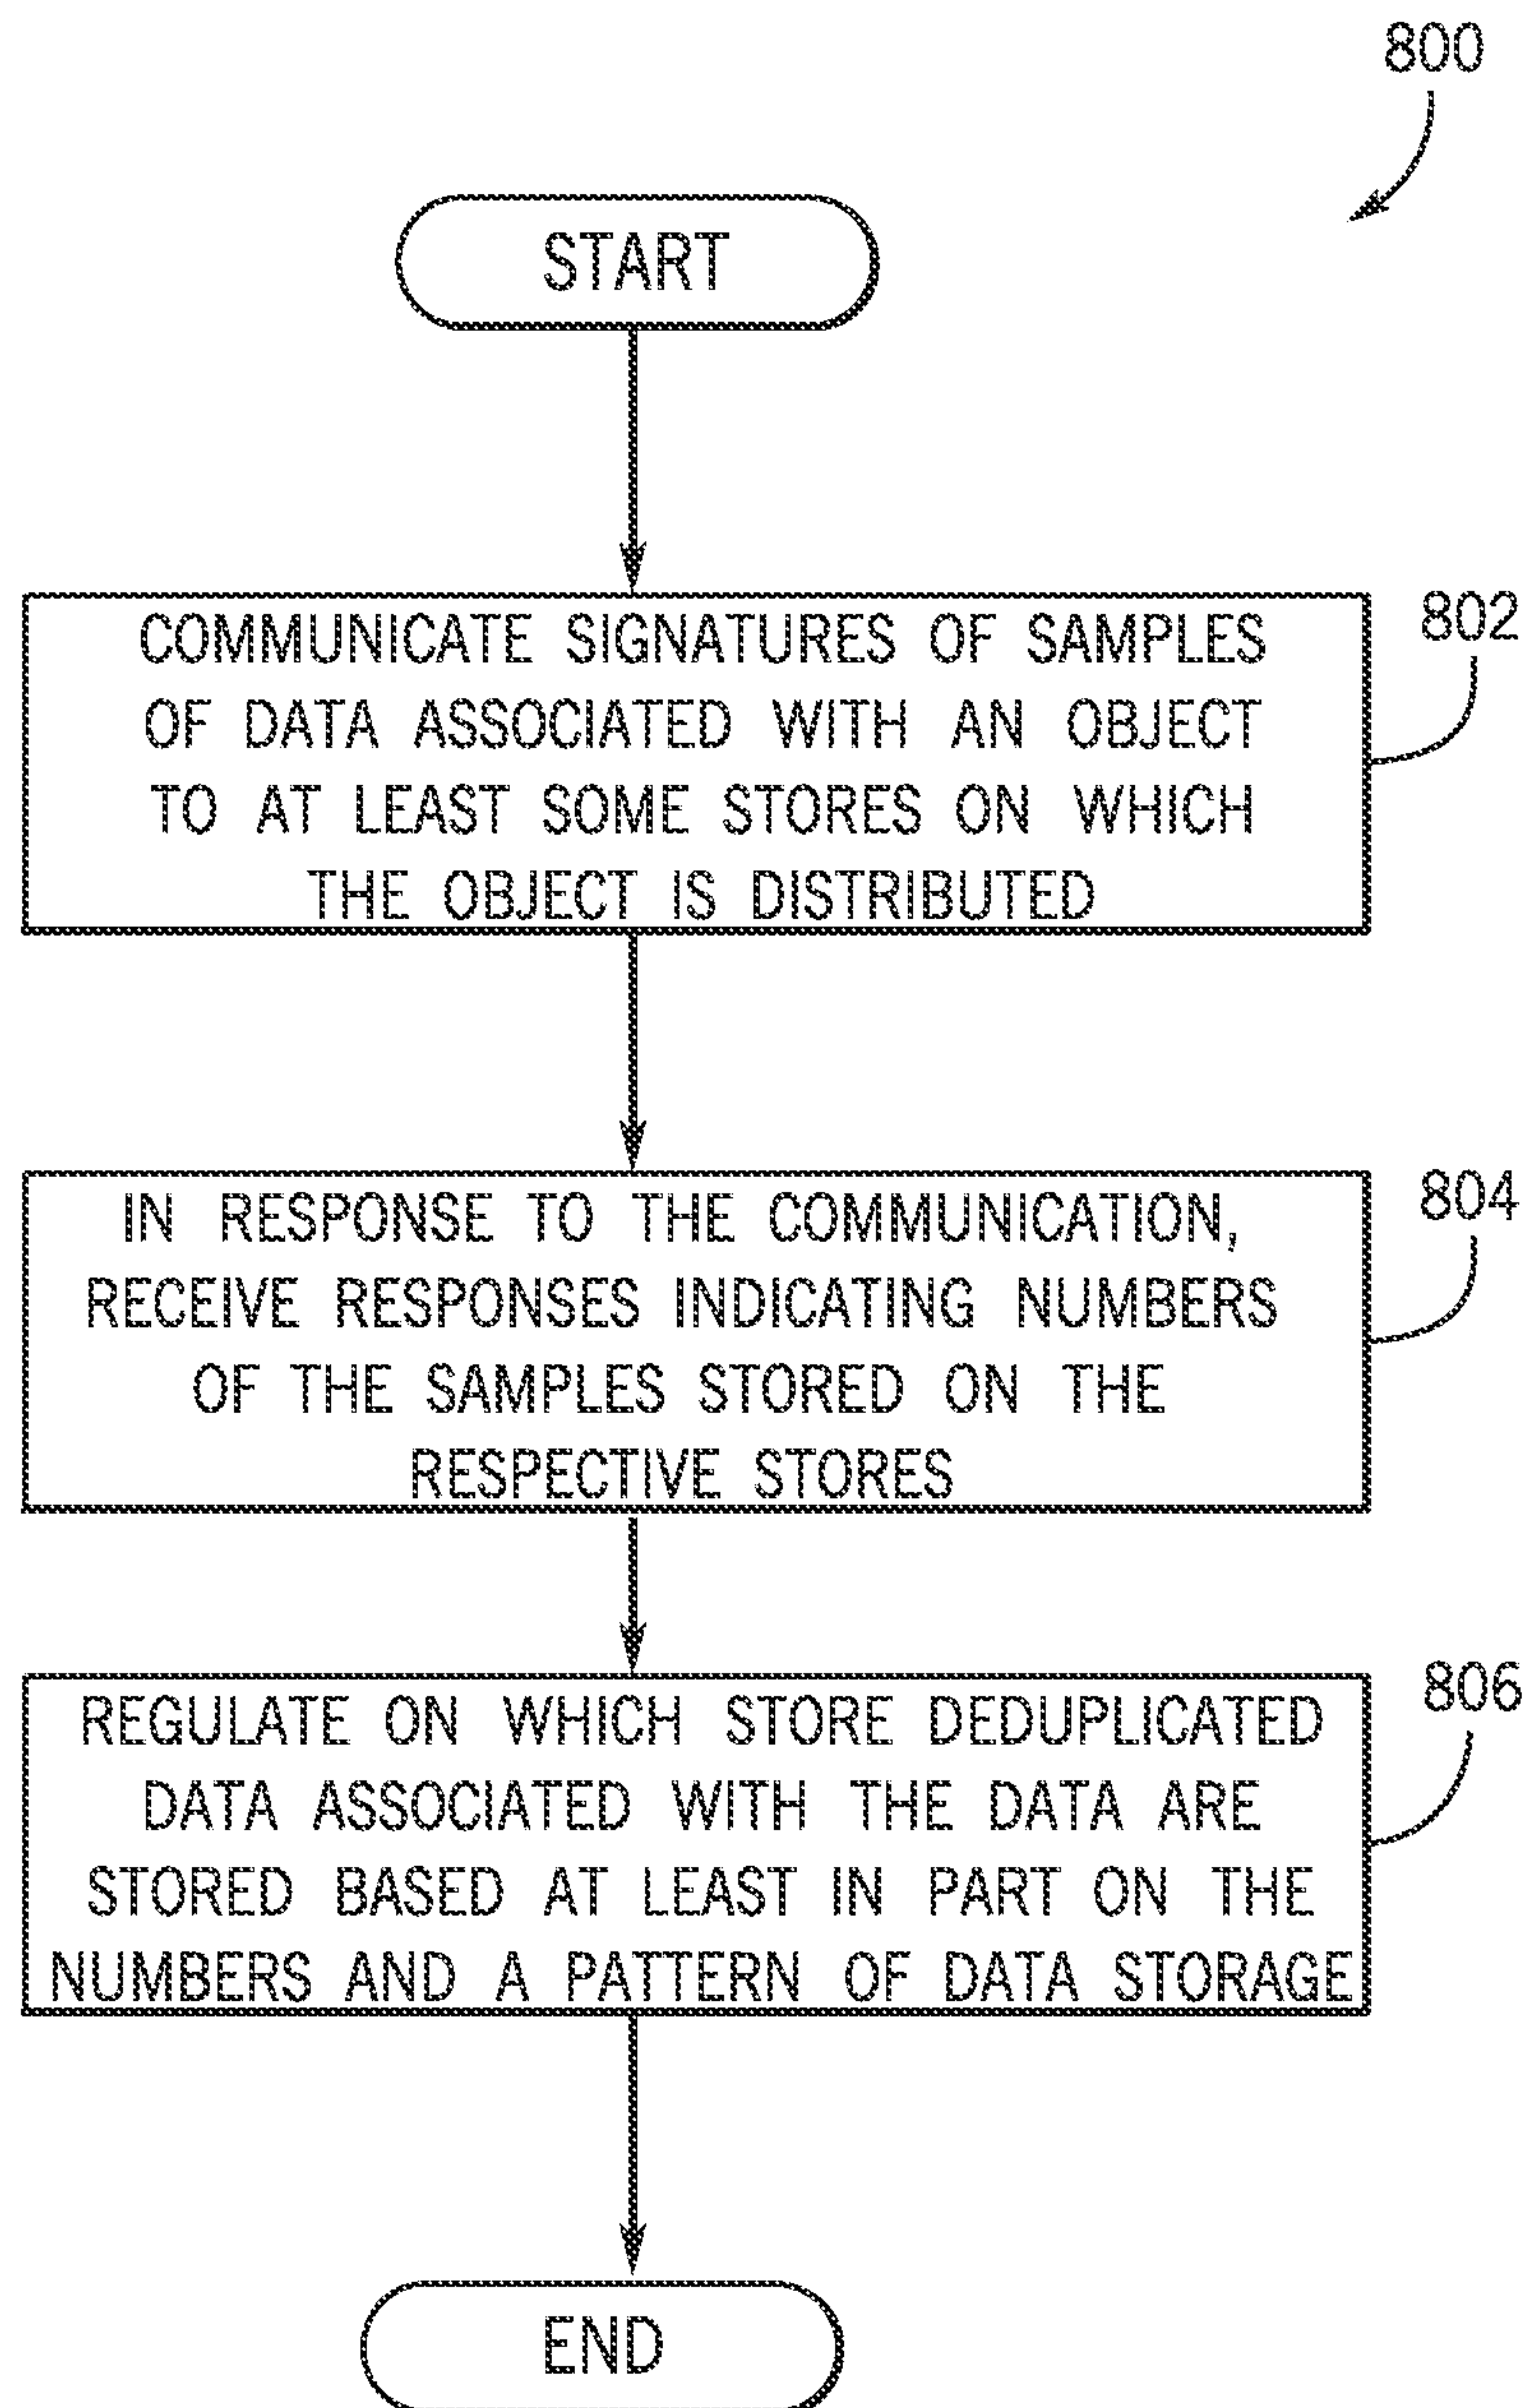 800
START
COMMUNICATE SIGNATURES OF SAMPLES
OF DATA ASSOCIATED WITH AN OBJECT
TO AT LEAST SOME STORES ON WHICH
THE OBJECT IS DISTRIBUTED
802
IN RESPONSE TO THE COMMUNICATION,
RECEIVE RESPONSES INDICATING NUMBERS
OF THE SAMPLES STORED ON THE
RESPECTIVE STORES
804
REGULATE ON WHICH STORE DEDUPLICATED
DATA ASSOCIATED WITH THE DATA ARE
STORED BASED AT LEAST IN PART ON THE
NUMBERS AND A PATTERN OF DATA STORAGE
806
END